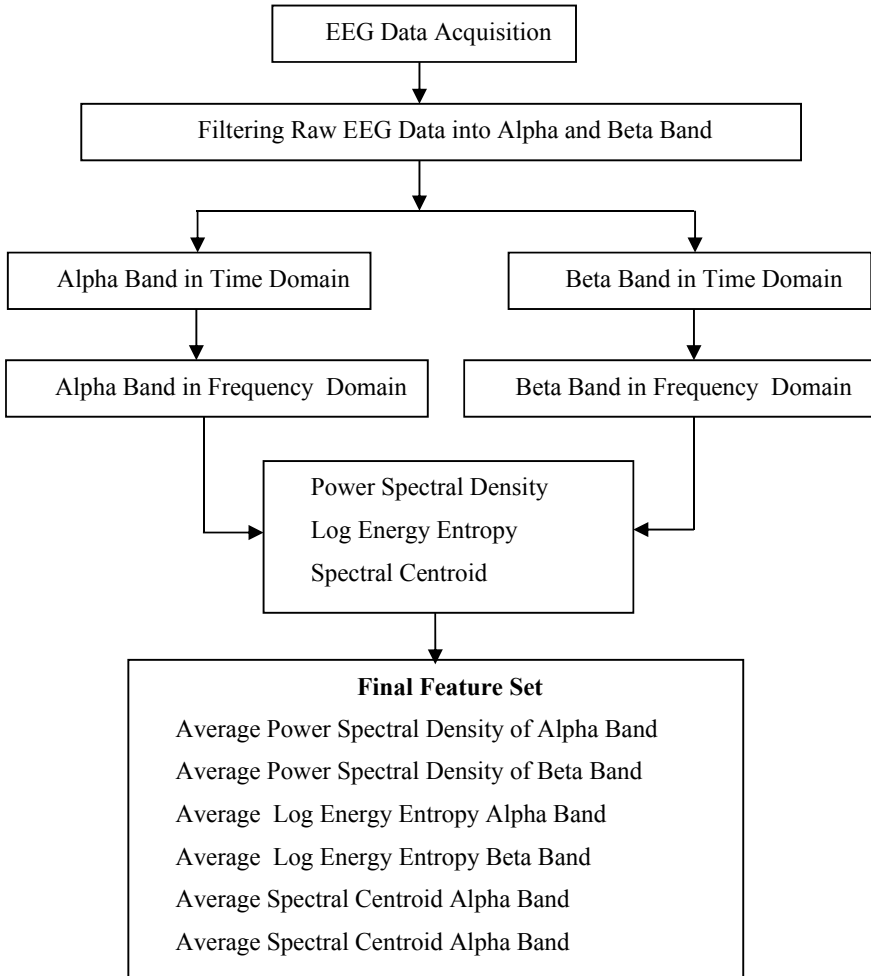 EEG Data Acquisition
Filtering Raw EEG Data into Alpha and Beta Band
Alpha Band in Time Domain
Beta Band in Time Domain
Alpha Band in Frequency Domain
Beta Band in Frequency Domain
Power Spectral Density
Log Energy Entropy
Spectral Centroid
Final Feature Set
Average Power Spectral Density of Alpha Band
Average Power Spectral Density of Beta Band
Average Log Energy Entropy Alpha Band
Average Log Energy Entropy Beta Band
Average Spectral Centroid Alpha Band
Average Spectral Centroid Alpha Band